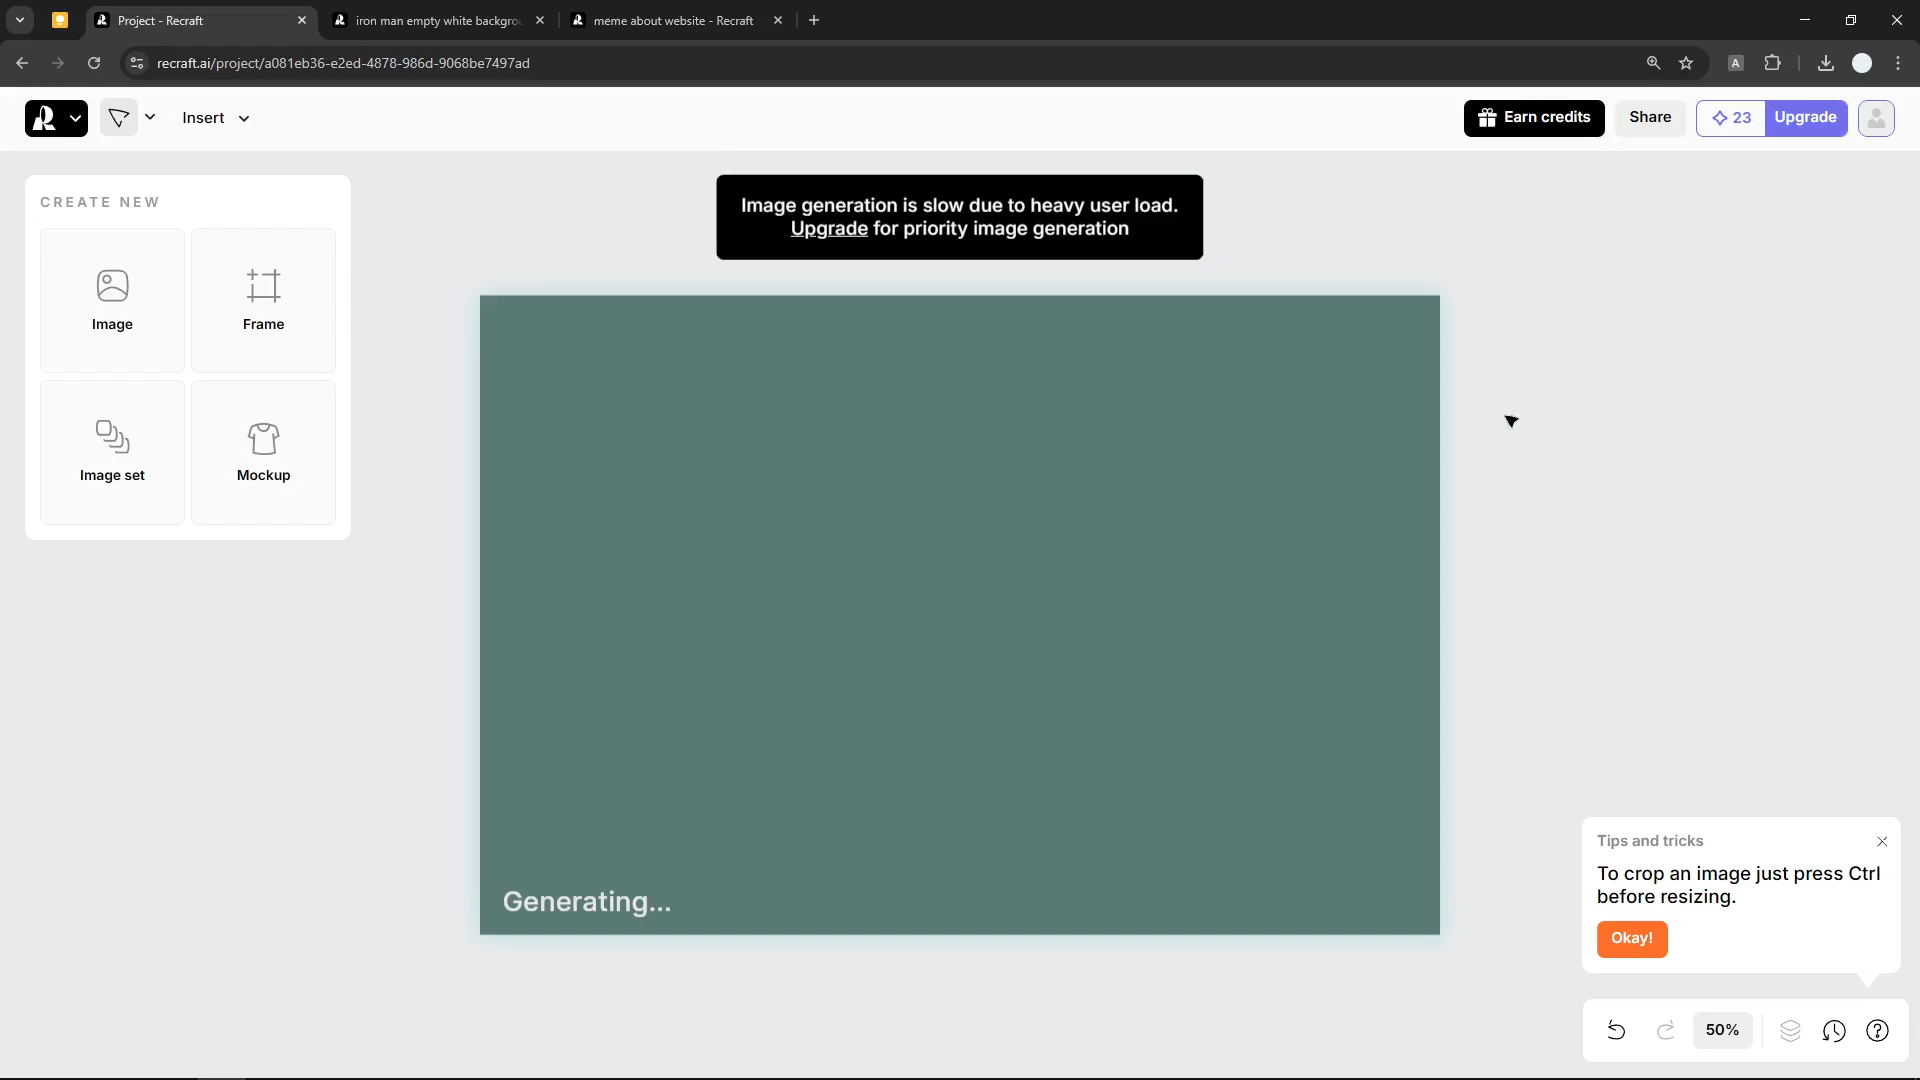 Project - Recraft
iron man empty white backgrou
meme about website - Recraft
recraft.ai/project/a081eb36-e2ed-4878-986d-9068be7497ad
A
Insert
Earn credits
Share
23
Upgrade
CREATE NEW
Image
Frame
Image set
Mockup
Image generation is slow due to heavy user load.
Upgrade for priority image generation
Generating...
Tips and tricks
To crop an image just press Ctrl
before resizing.
Okay!
50%